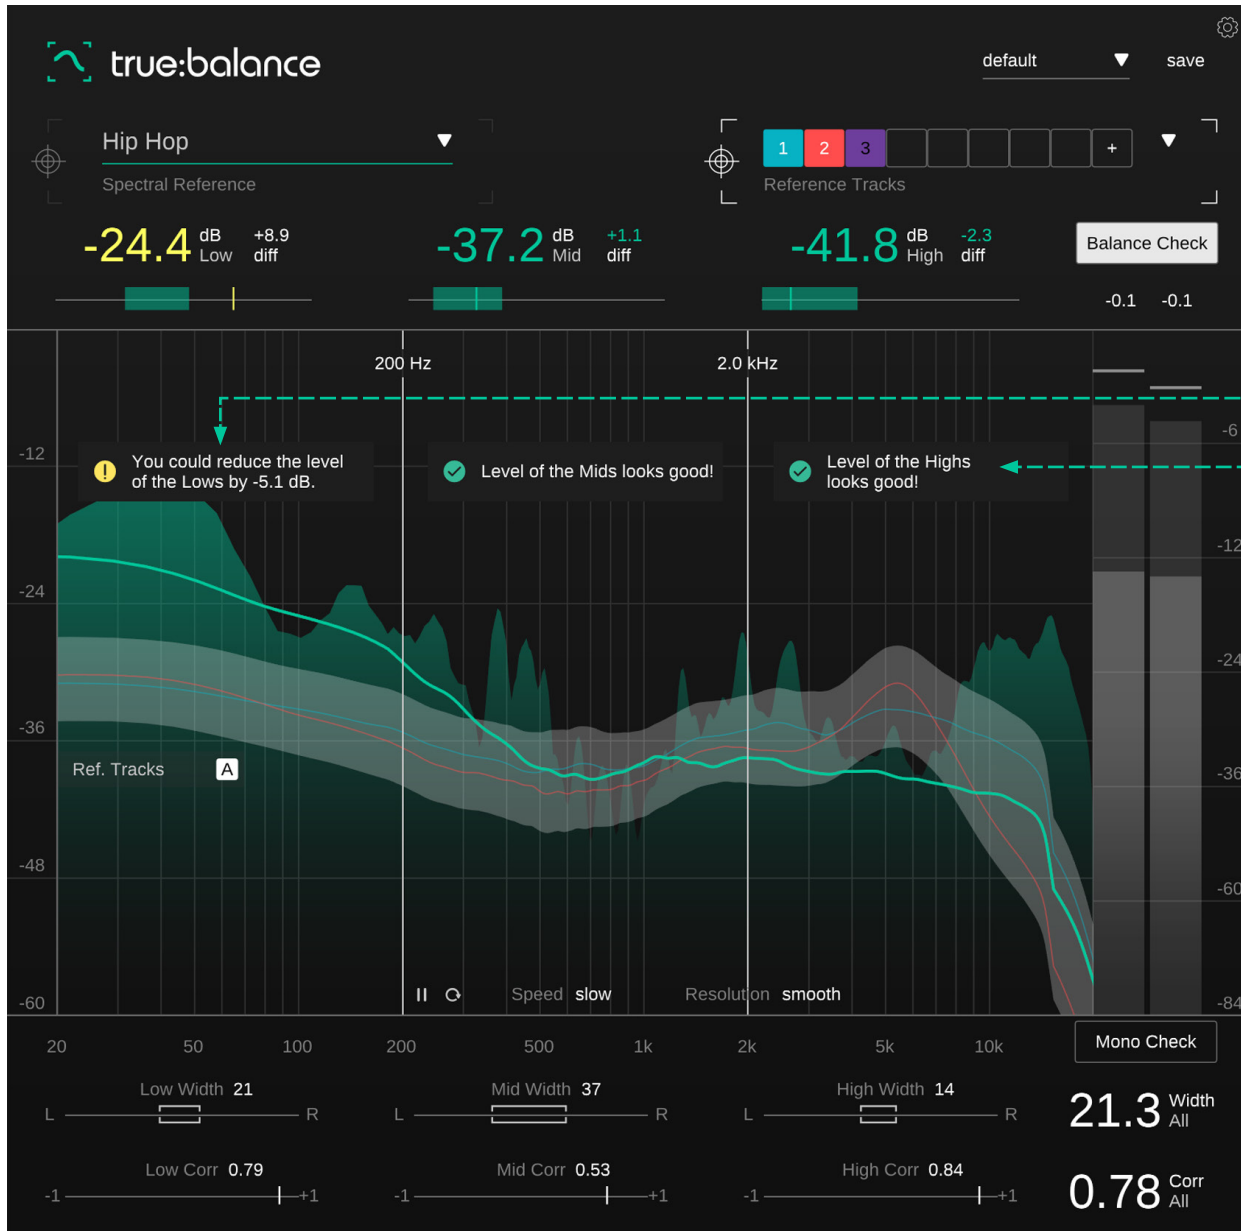 true:balance
default
save
Hip Hop
Spectral Reference
1 2 3 +
Reference Tracks
-24.4 dB Low +8.9 diff
-37.2 dB Mid +1.1 diff
-41.8 dB High -2.3 diff
Balance Check
-0.1 -0.1
200 Hz
2.0 kHz
You could reduce the level
of the Lows by -5.1 dB.
Level of the Mids looks good!
Level of the Highs
looks good!
-12
-24
-36
-48
-60
-6
-12
-24
-36
-60
-84
Ref. Tracks A
Speed slow
Resolution smooth
20 50 100 200 500 1k 2k 5k 10k
Mono Check
Low Width 21
L R
Mid Width 37
L R
High Width 14
L R
21.3 Width All
Low Corr 0.79
-1 +1
Mid Corr 0.53
-1 +1
High Corr 0.84
-1 +1
0.78 Corr All